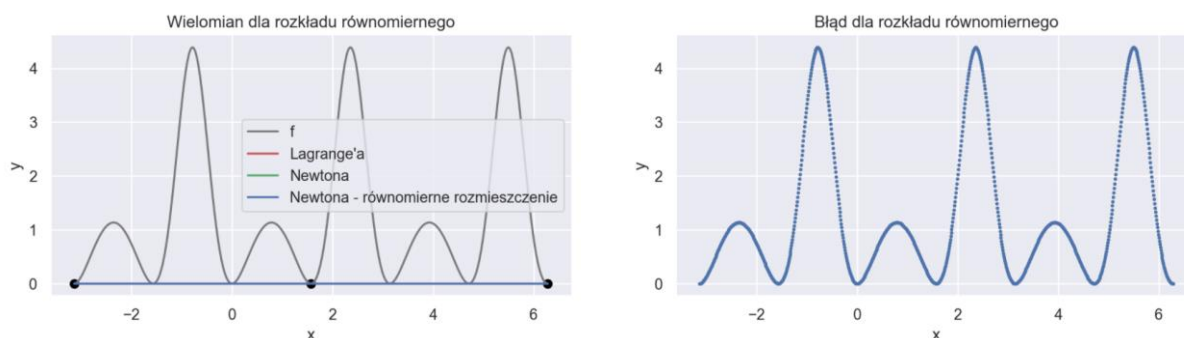 Wielomian dla rozkładu równomiernego
4
3
2
1
0
y
f
Lagrange'a
Newtona
Newtona - równomierne rozmieszczenie
−2
0
2
4
6
x
Błąd dla rozkładu równomiernego
4
3
2
1
0
y
−2
0
2
4
6
x